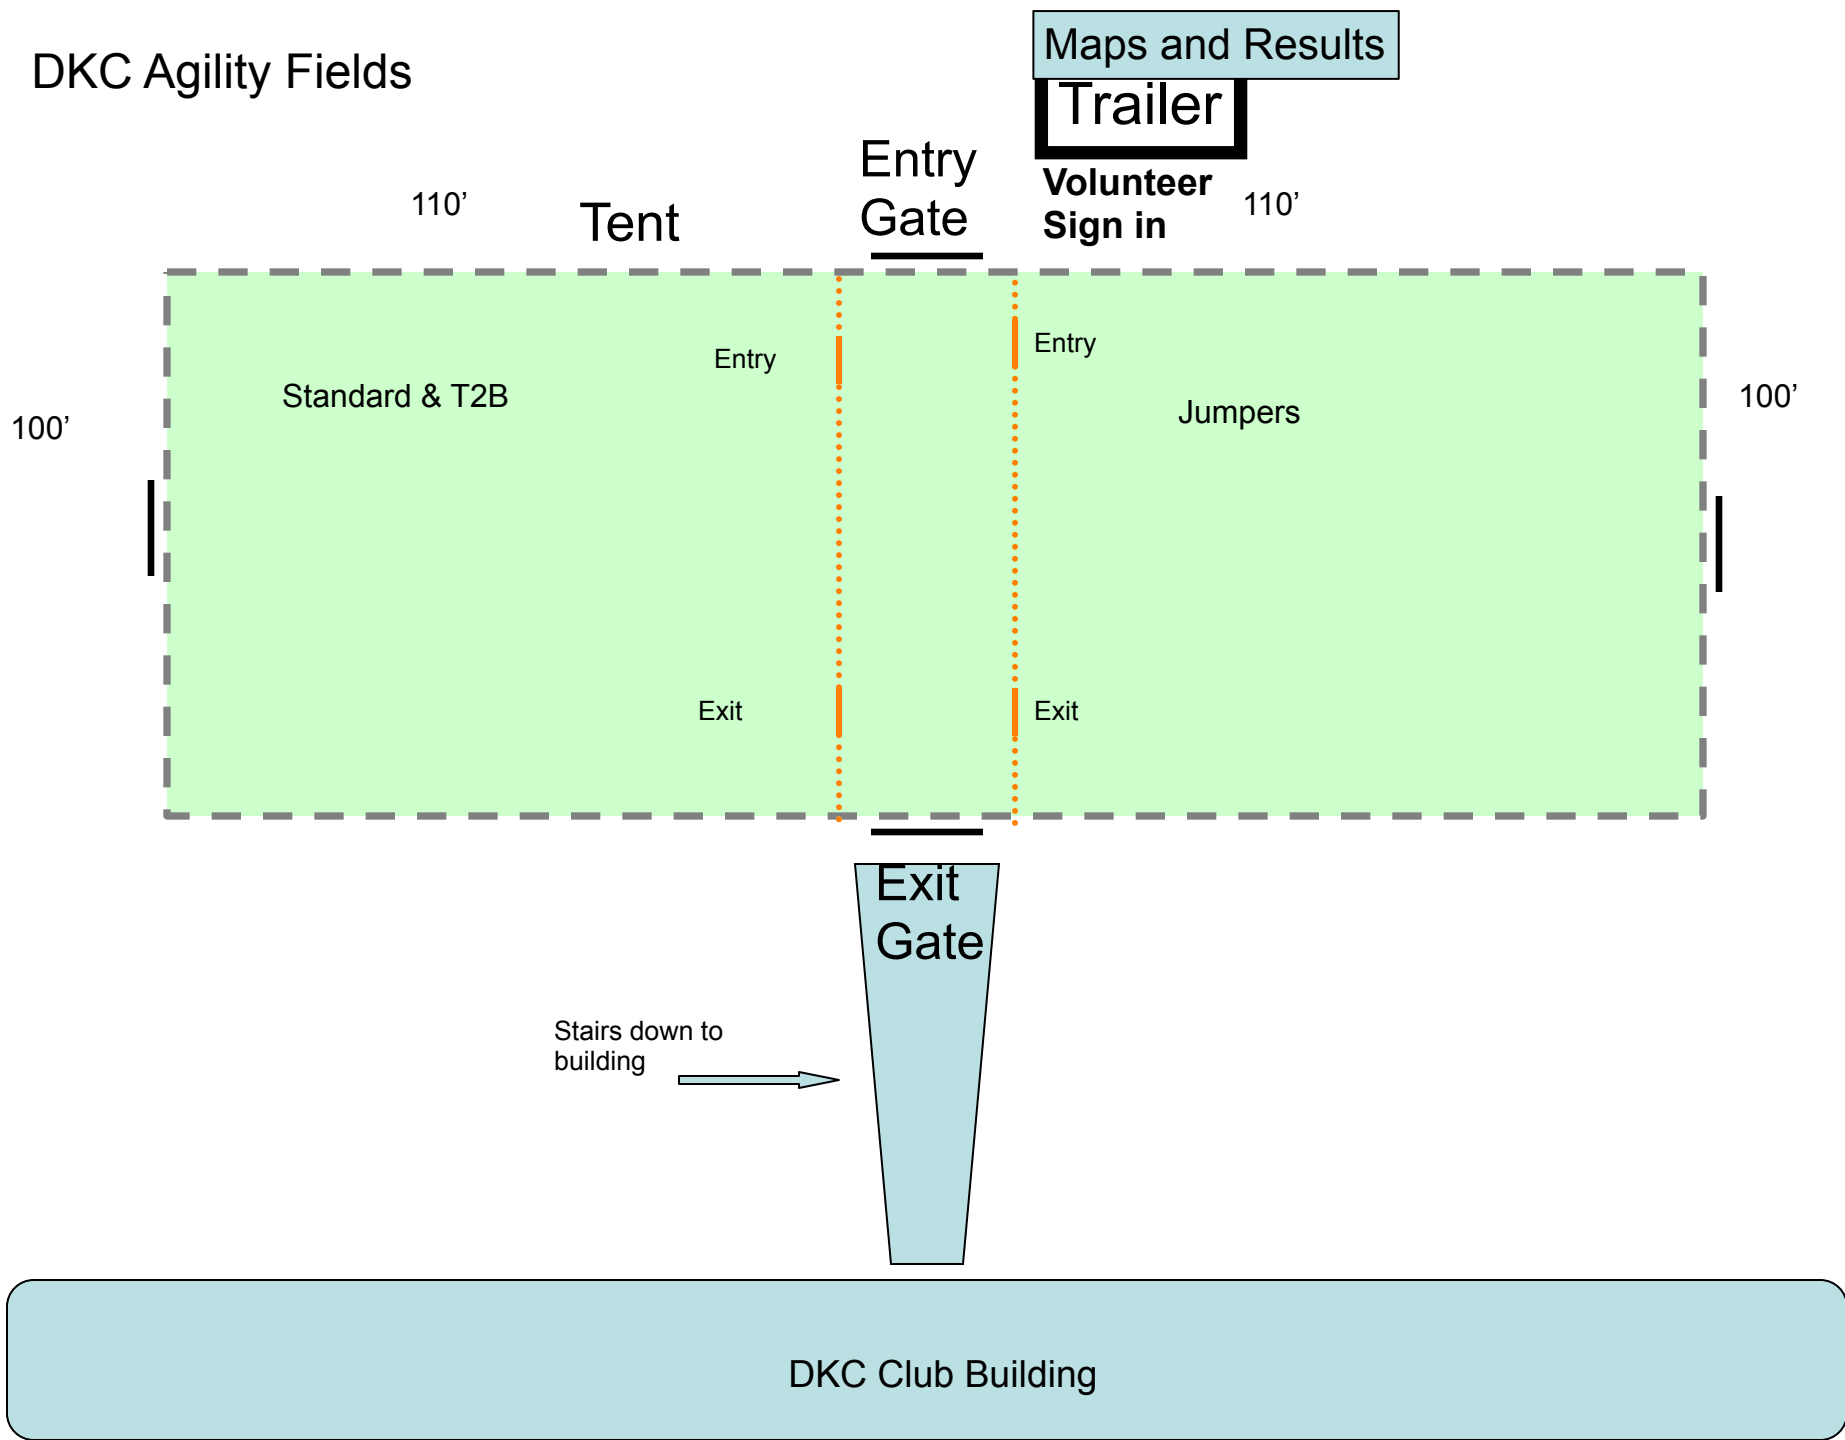 DKC Agility Fields
Maps and Results
Trailer
Entry
Gate
Volunteer
Sign in
110’
Tent
110’
Entry
Entry
Standard & T2B
Jumpers
100’
100’
Exit
Exit
Exit
Gate
Stairs down to
building
DKC Club Building